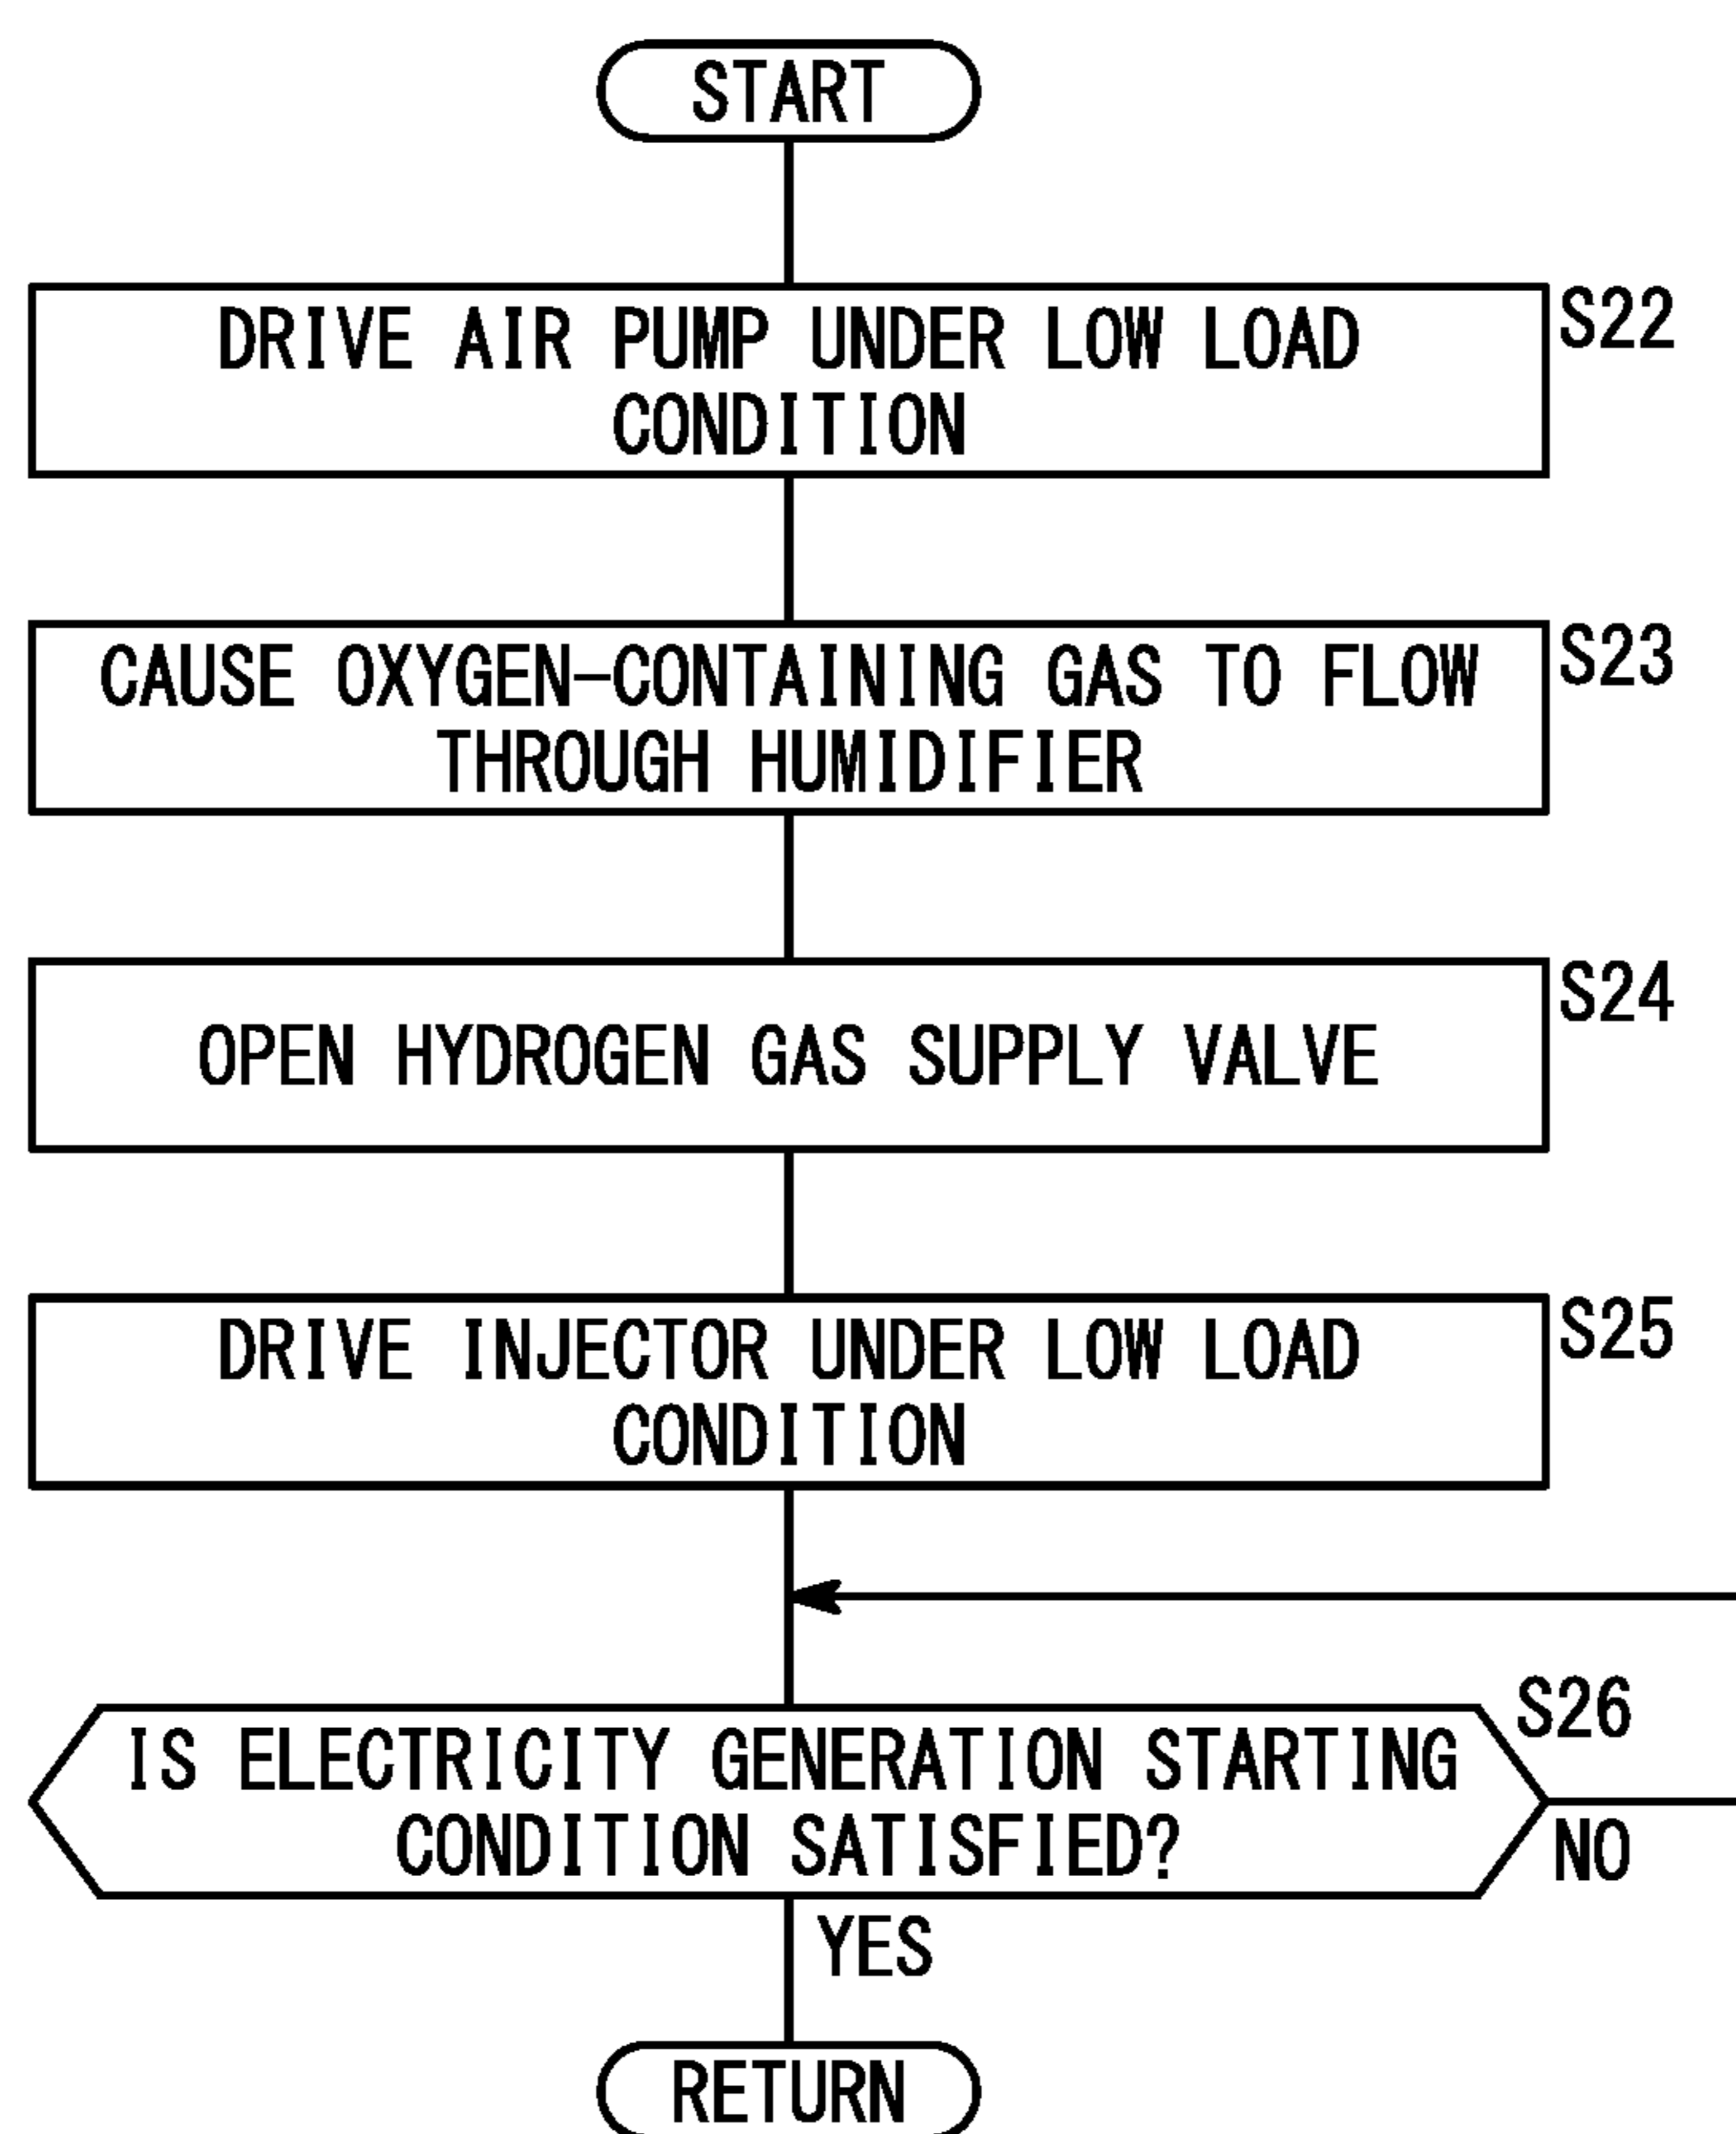 START
DRIVE AIR PUMP UNDER LOW LOAD
CONDITION
S22
CAUSE OXYGEN-CONTAINING GAS TO FLOW
THROUGH HUMIDIFIER
S23
OPEN HYDROGEN GAS SUPPLY VALVE
S24
DRIVE INJECTOR UNDER LOW LOAD
CONDITION
S25
IS ELECTRICITY GENERATION STARTING
CONDITION SATISFIED?
S26
NO
YES
RETURN